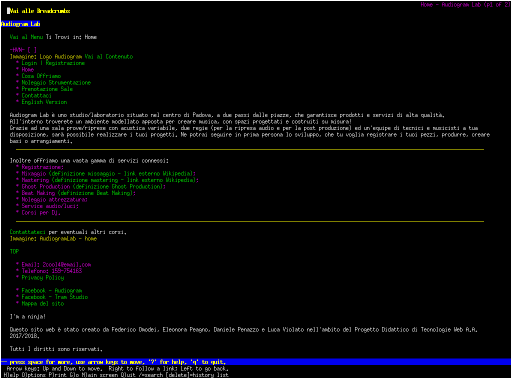 Home - Audiogram Lab (p1 of 2)
Vai alle Breadcrumbs
Audiogram Lab
Vai al Menu Ti Trovi in: Home
-HVM- [ ]
Immagine: Logo Audiogram Vai al Contenuto
* Login | Registrazione
* Home
* Cosa Offriamo
* Noleggio Strumentazione
* Prenotazione Sale
* Contattaci
* English Version
Audiogram Lab è uno studio/laboratorio situato nel centro di Padova, a due passi dalle piazze, che garantisce prodotti e servizi di alta qualità.
All'interno troverete un ambiente modellato apposta per creare musica, con spazi progettati e costruiti su misura!
Grazie ad una sala prove/riprese con acustica variabile, due regie (per la ripresa audio e per la post produzione) ed un'equipe di tecnici e musicisti a tua
disposizione, sarà possibile realizzare i tuoi progetti. Ne potrai seguire in prima persona lo sviluppo, che tu voglia registrare i tuoi pezzi, produrre, creare
basi o arrangiamenti.
Inoltre offriamo una vasta gamma di servizi connessi:
* Registrazione;
* Mixaggio (definizione missaggio - link esterno Wikipedia);
* Mastering (definizione mastering - link esterno Wikipedia);
* Ghost Production (definizione Ghost Production);
* Beat Making (definizione Beat Making);
* Noleggio attrezzatura;
* Service audio/luci;
* Corsi per Dj.
Contattateci per eventuali altri corsi.
Immagine: AudiogramLab - home
TOP
* Privacy Policy
* Facebook - Audiogram
* Facebook - Tram Studio
* Mappa del sito
I'm a ninja!
Questo sito web è stato creato da Federico Omodei, Eleonora Peagno, Daniele Penazzo e Luca Violato nell'ambito del Progetto Didattico di Tecnologie Web A.A.
2017/2018.
Tutti i diritti sono riservati.
-- press space for more, use arrow keys to move, '?' for help, 'q' to quit.
Arrow keys: Up and Down to move. Right to follow a link; Left to go back.
H)elp O)ptions P)rint G)o M)ain screen Q)uit /=search [delete]=history list